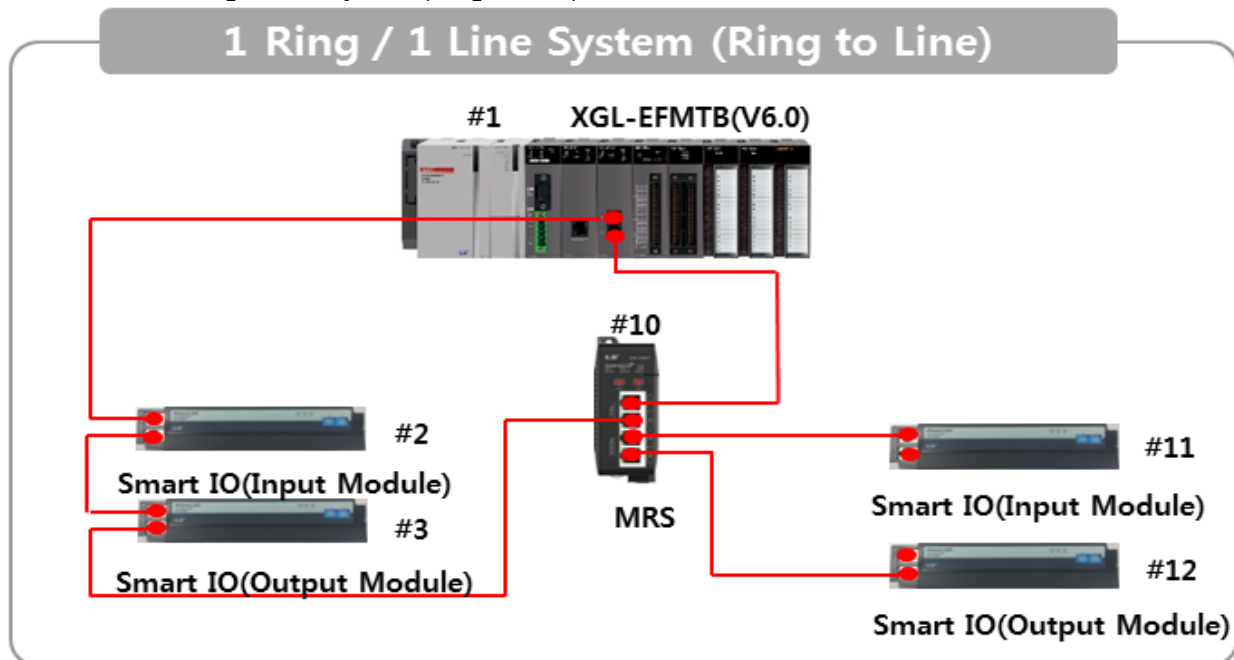 1 Ring / 1 Line System (Ring to Line)
#1 XGL-EFMTB(V6.0)
#10
#2
Smart IO(Input Module)
#3
Smart IO(Output Module)
MRS
#11
Smart IO(Input Module)
#12
Smart IO(Output Module)